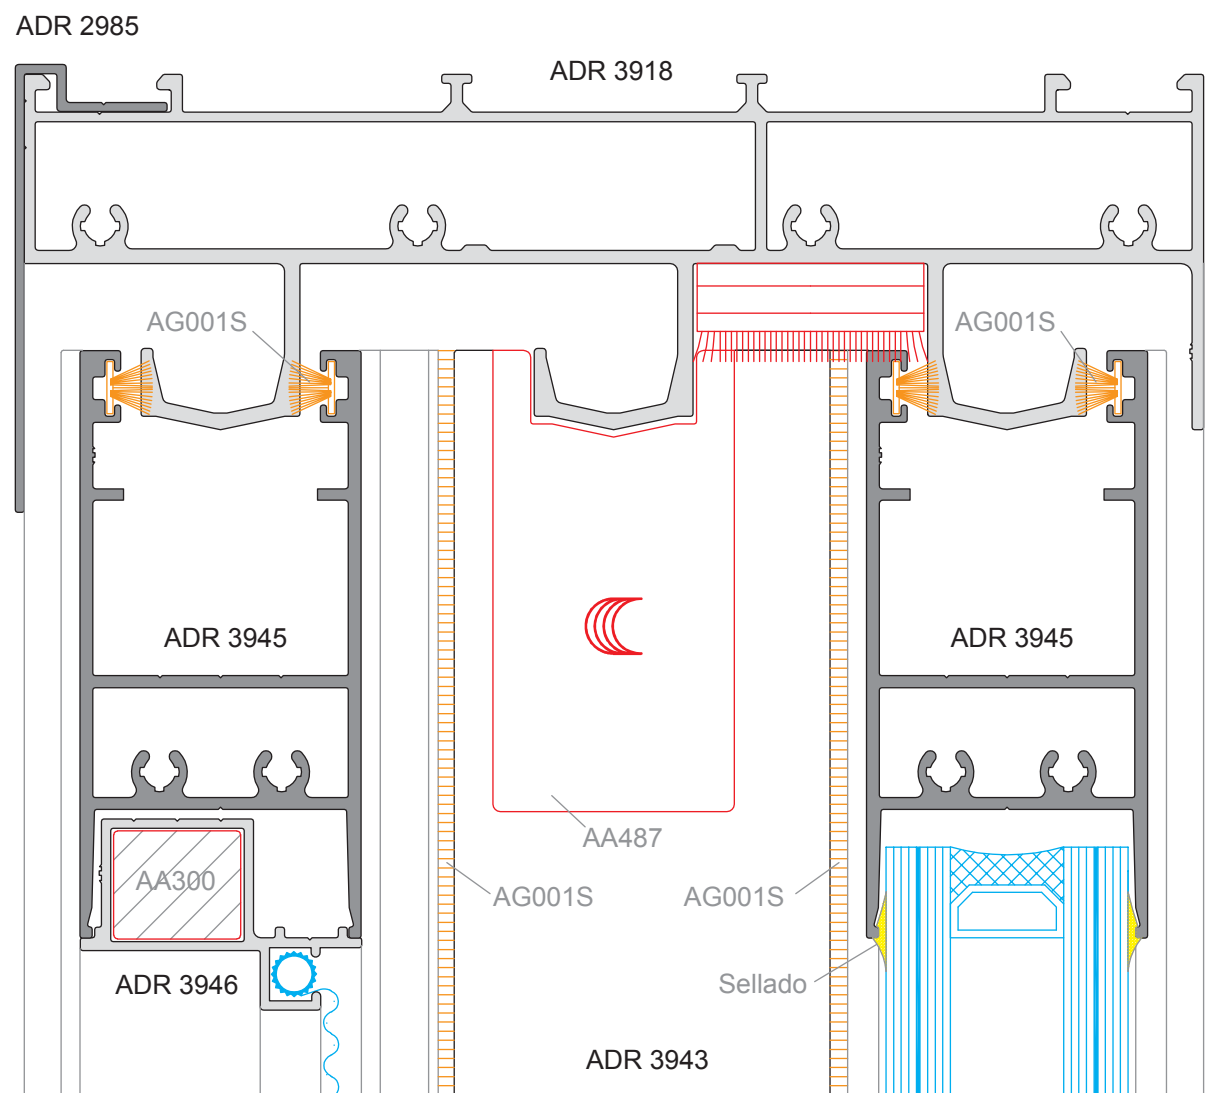 ADR 2985
ADR 3918
AG001S
AG001S
ADR 3945
ADR 3945
AA487
AA300
AG001S
AG001S
ADR 3946
Sellado
ADR 3943